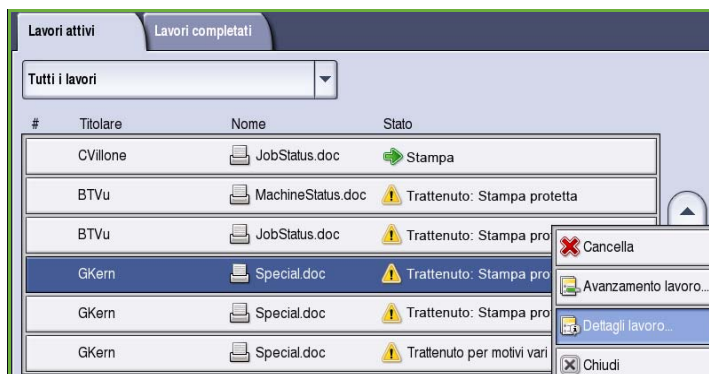 Lavori attivi Lavori completati
Tutti i lavori
# Titolare Nome Stato
CVillone JobStatus.doc Stampa
BTVu MachineStatus.doc Trattenuto: Stampa protetta
BTVu JobStatus.doc Trattenuto: Stampa pro
Cancella
GKern Special.doc Trattenuto: Stampa pro
Avanzamento lavoro...
GKern Special.doc Trattenuto: Stampa pro
Dettagli lavoro...
GKern Special.doc Trattenuto per motivi vari
Chiudi